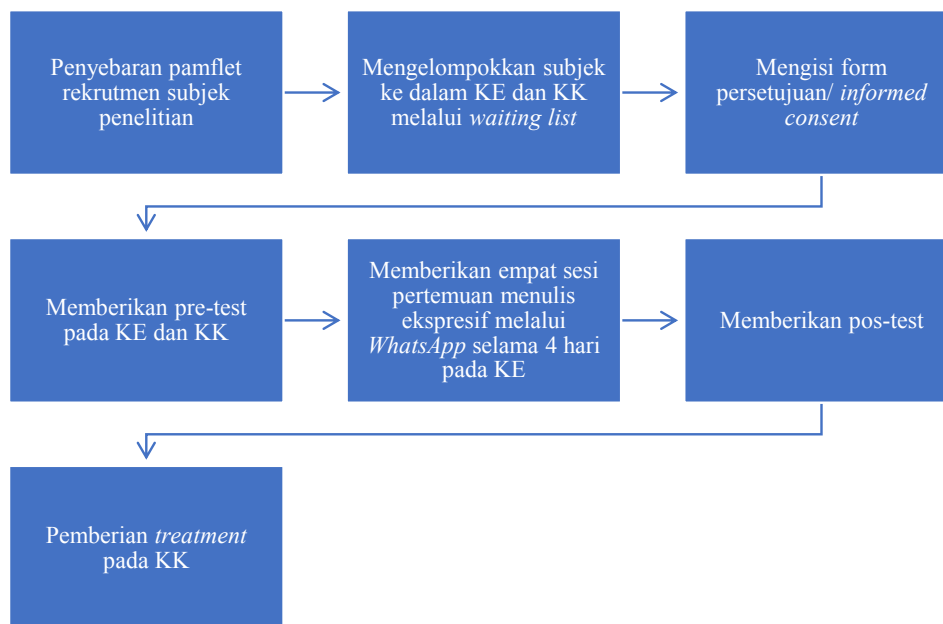 Penyebaran pamflet
rekrutmen subjek
penelitian
Mengelompokkan subjek
ke dalam KE dan KK
melalui waiting list
Mengisi form
persetujuan/ informed
consent
Memberikan pre-test
pada KE dan KK
Memberikan empat sesi
pertemuan menulis
ekspresif melalui
WhatsApp selama 4 hari
pada KE
Memberikan pos-test
Pemberian treatment
pada KK